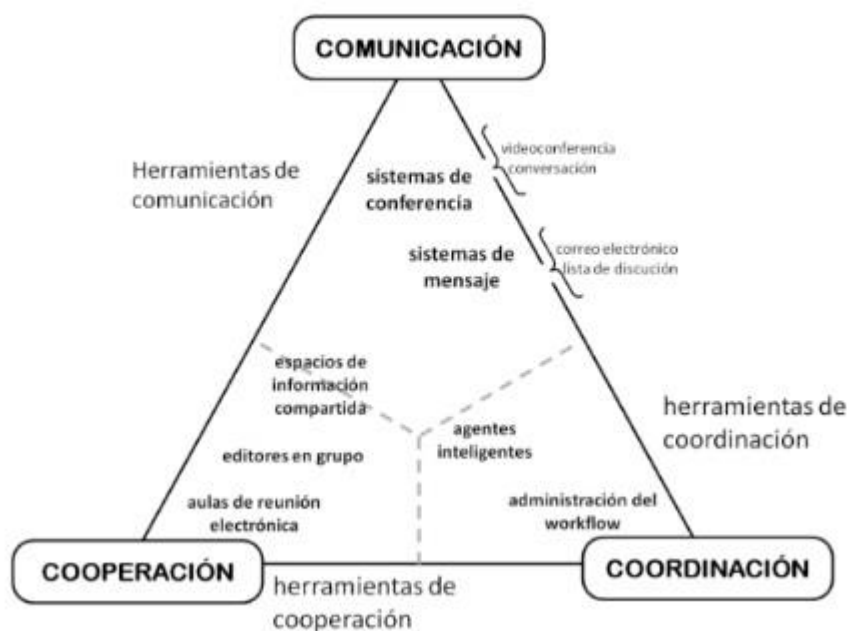 COMUNICACIÓN
videoconferencia
conversación
Herramientas de
comunicación
sistemas de
conferencia
correo electrónico
lista de discución
sistemas de
mensaje
espacios de
información
compartida
herramientas de
coordinación
agentes
inteligentes
editores en grupo
aulas de reunión
electrónica
administración del
workflow
COOPERACIÓN
COORDINACIÓN
herramientas de
cooperación